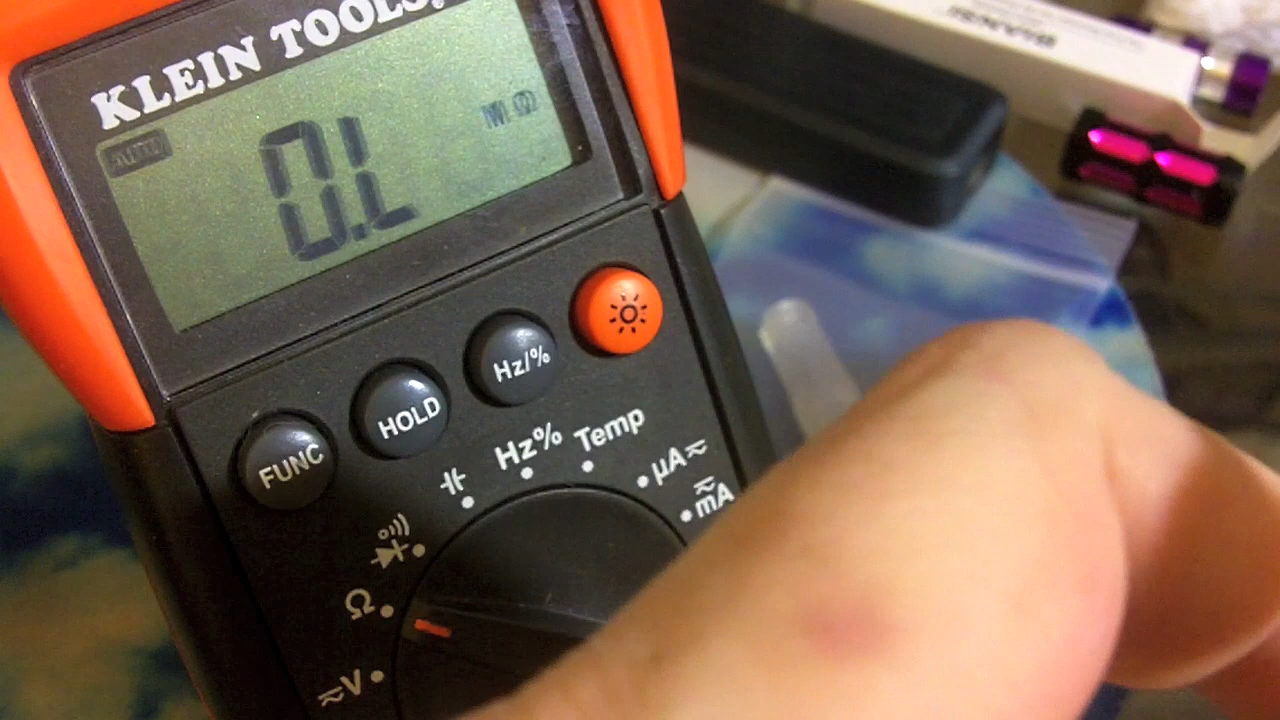 KLEIN TOOLS®
AUTO
0.L
MΩ
FUNC
HOLD
Hz/%
Hz%
Temp
µA≂
≂mA
Ω
≂V